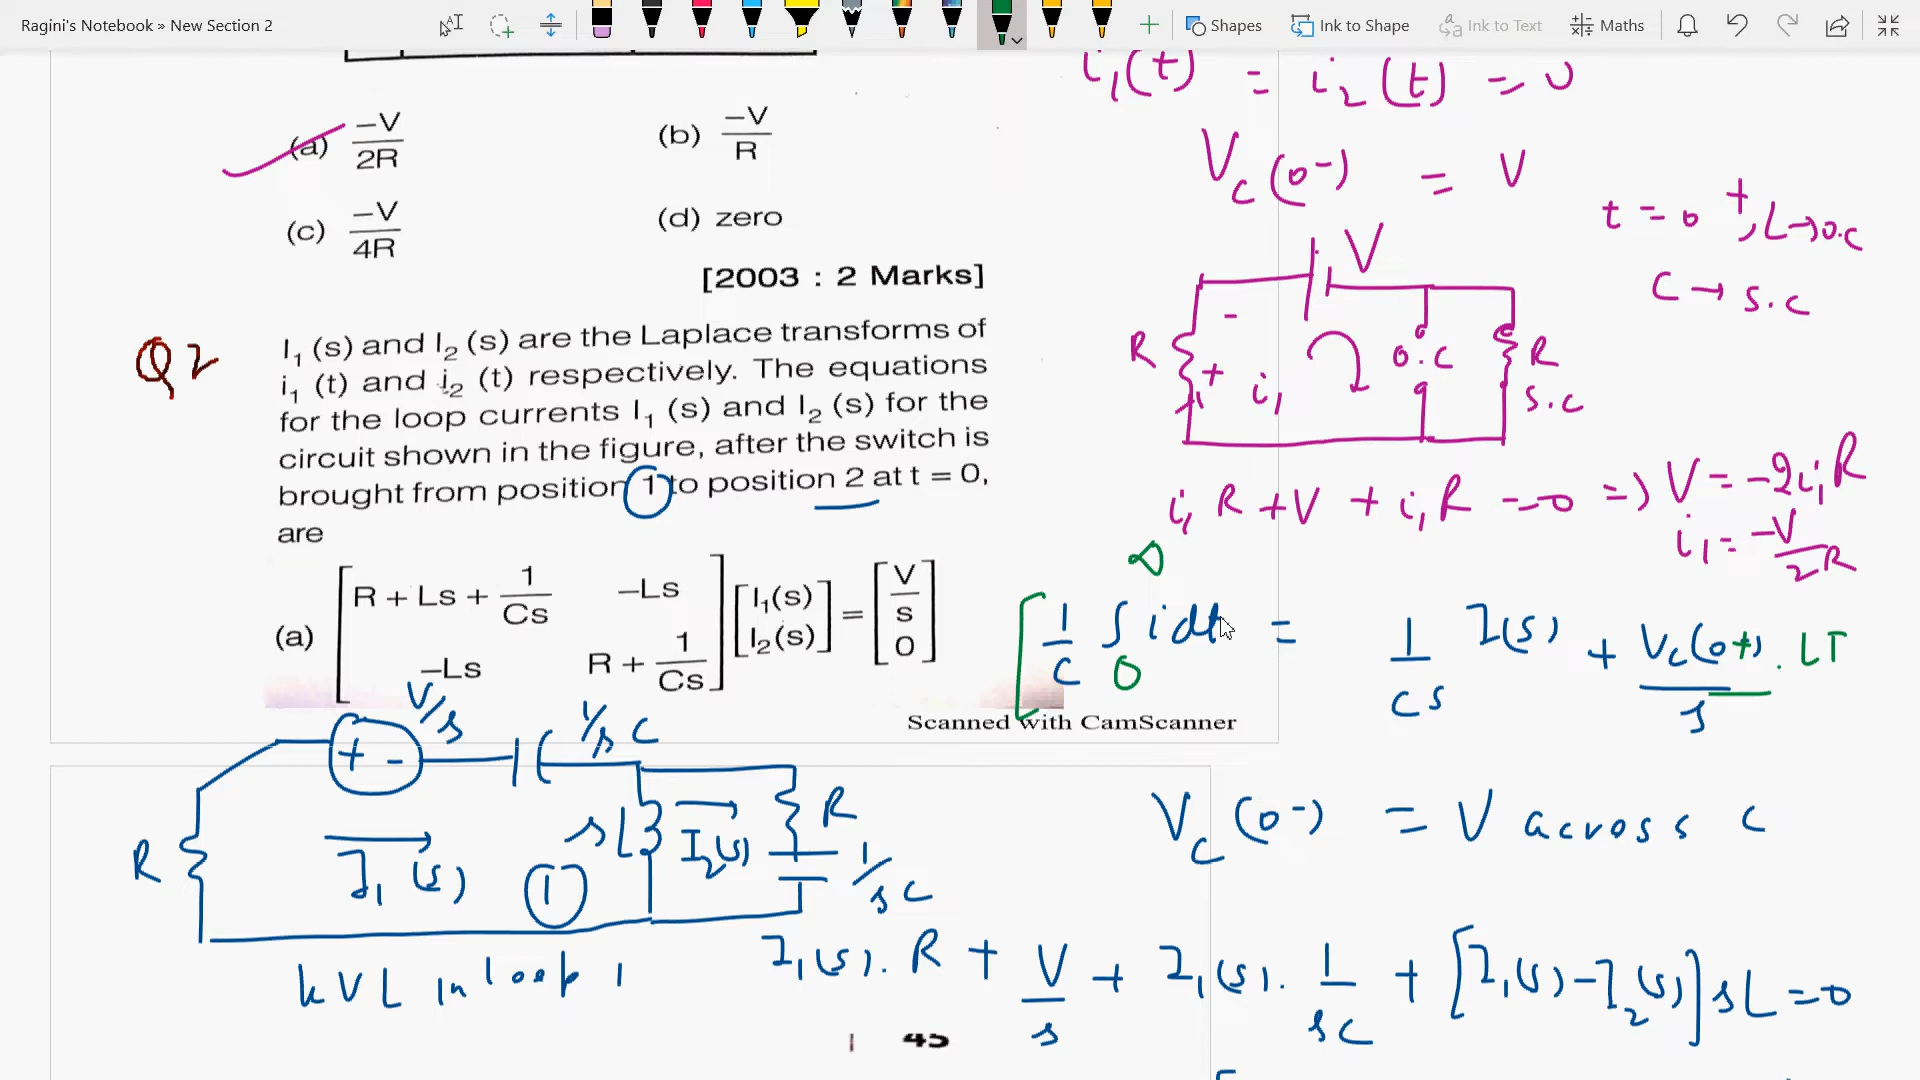 Ragini's Notebook » New Section 2
Shapes
Ink to Shape
Ink to Text
Maths
(a) -V/2R
(b) -V/R
(c) -V/4R
(d) zero
[2003 : 2 Marks]
Q2
I₁ (s) and I₂ (s) are the Laplace transforms of
i₁ (t) and i₂ (t) respectively. The equations
for the loop currents I₁ (s) and I₂ (s) for the
circuit shown in the figure, after the switch is
brought from position 1 to position 2 at t = 0,
are
(a) [R + Ls + 1/Cs  -Ls; -Ls  R + 1/Cs] [I₁(s); I₂(s)] = [V/s; 0]
Scanned with CamScanner
i₁(t) = i₂(t) = 0
Vc(0-) = V
t = 0+, L→o.c
C → s.c
V
R
-
+
i₁
o.c
R
s.c
i₁R + V + i₁R = 0 => V = -2i₁R
i₁ = -V/2R
[1/C ∫₀^∞ i dt = 1/Cs I(s) + Vc(0+)/s . LT
V/s
1/sC
+ -
R
I₁(s)
1
sL
I₂(s)
R
1/sC
Vc(0-) = V across C
KVL in loop 1
I₁(s).R + V/s + I₁(s). 1/sC + [I₁(s) - I₂(s)] sL = 0